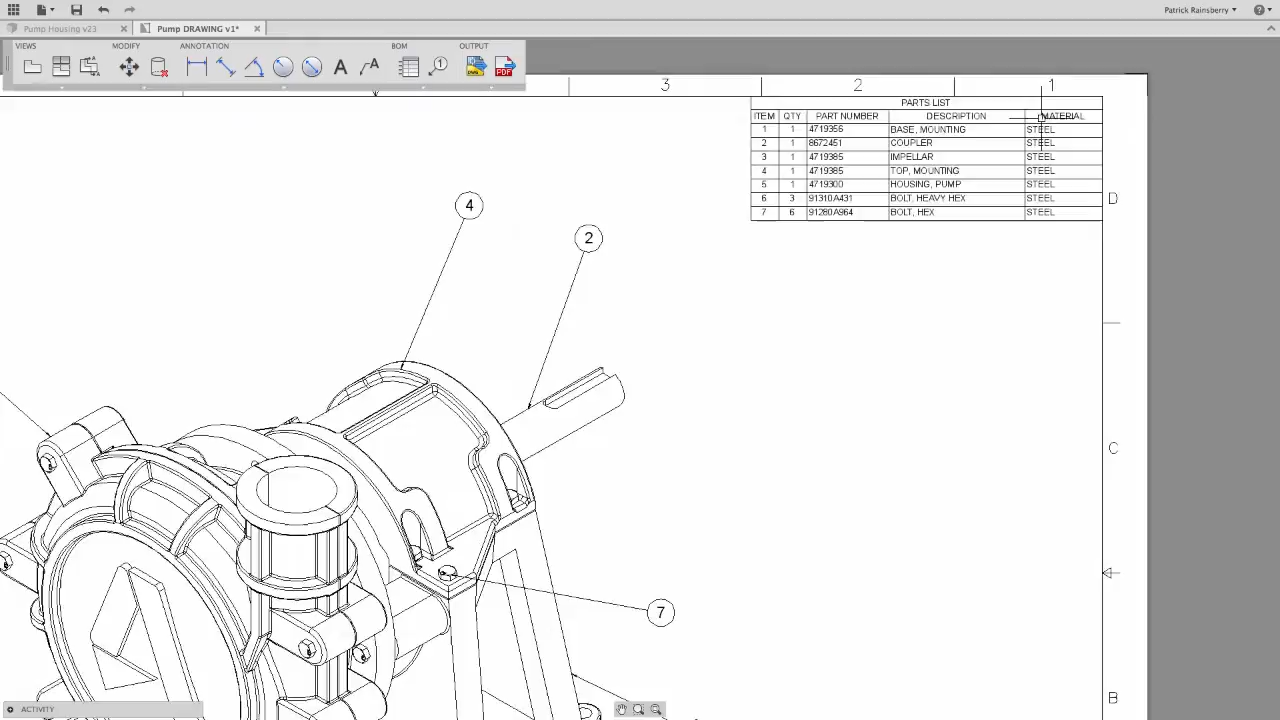 Patrick Rainsberry
Pump Housing v23
Pump DRAWING v1*
VIEWS MODIFY ANNOTATION BOM OUTPUT
A A 1 DWG PDF
3 2 1
PARTS LIST
ITEM QTY PART NUMBER DESCRIPTION MATERIAL
1 1 4719356 BASE, MOUNTING STEEL
2 1 8672451 COUPLER STEEL
3 1 4719385 IMPELLAR STEEL
4 1 4719385 TOP, MOUNTING STEEL
5 1 4719300 HOUSING, PUMP STEEL
6 3 91310A431 BOLT, HEAVY HEX STEEL
7 6 91280A964 BOLT, HEX STEEL
D
4
2
C
7
B
ACTIVITY